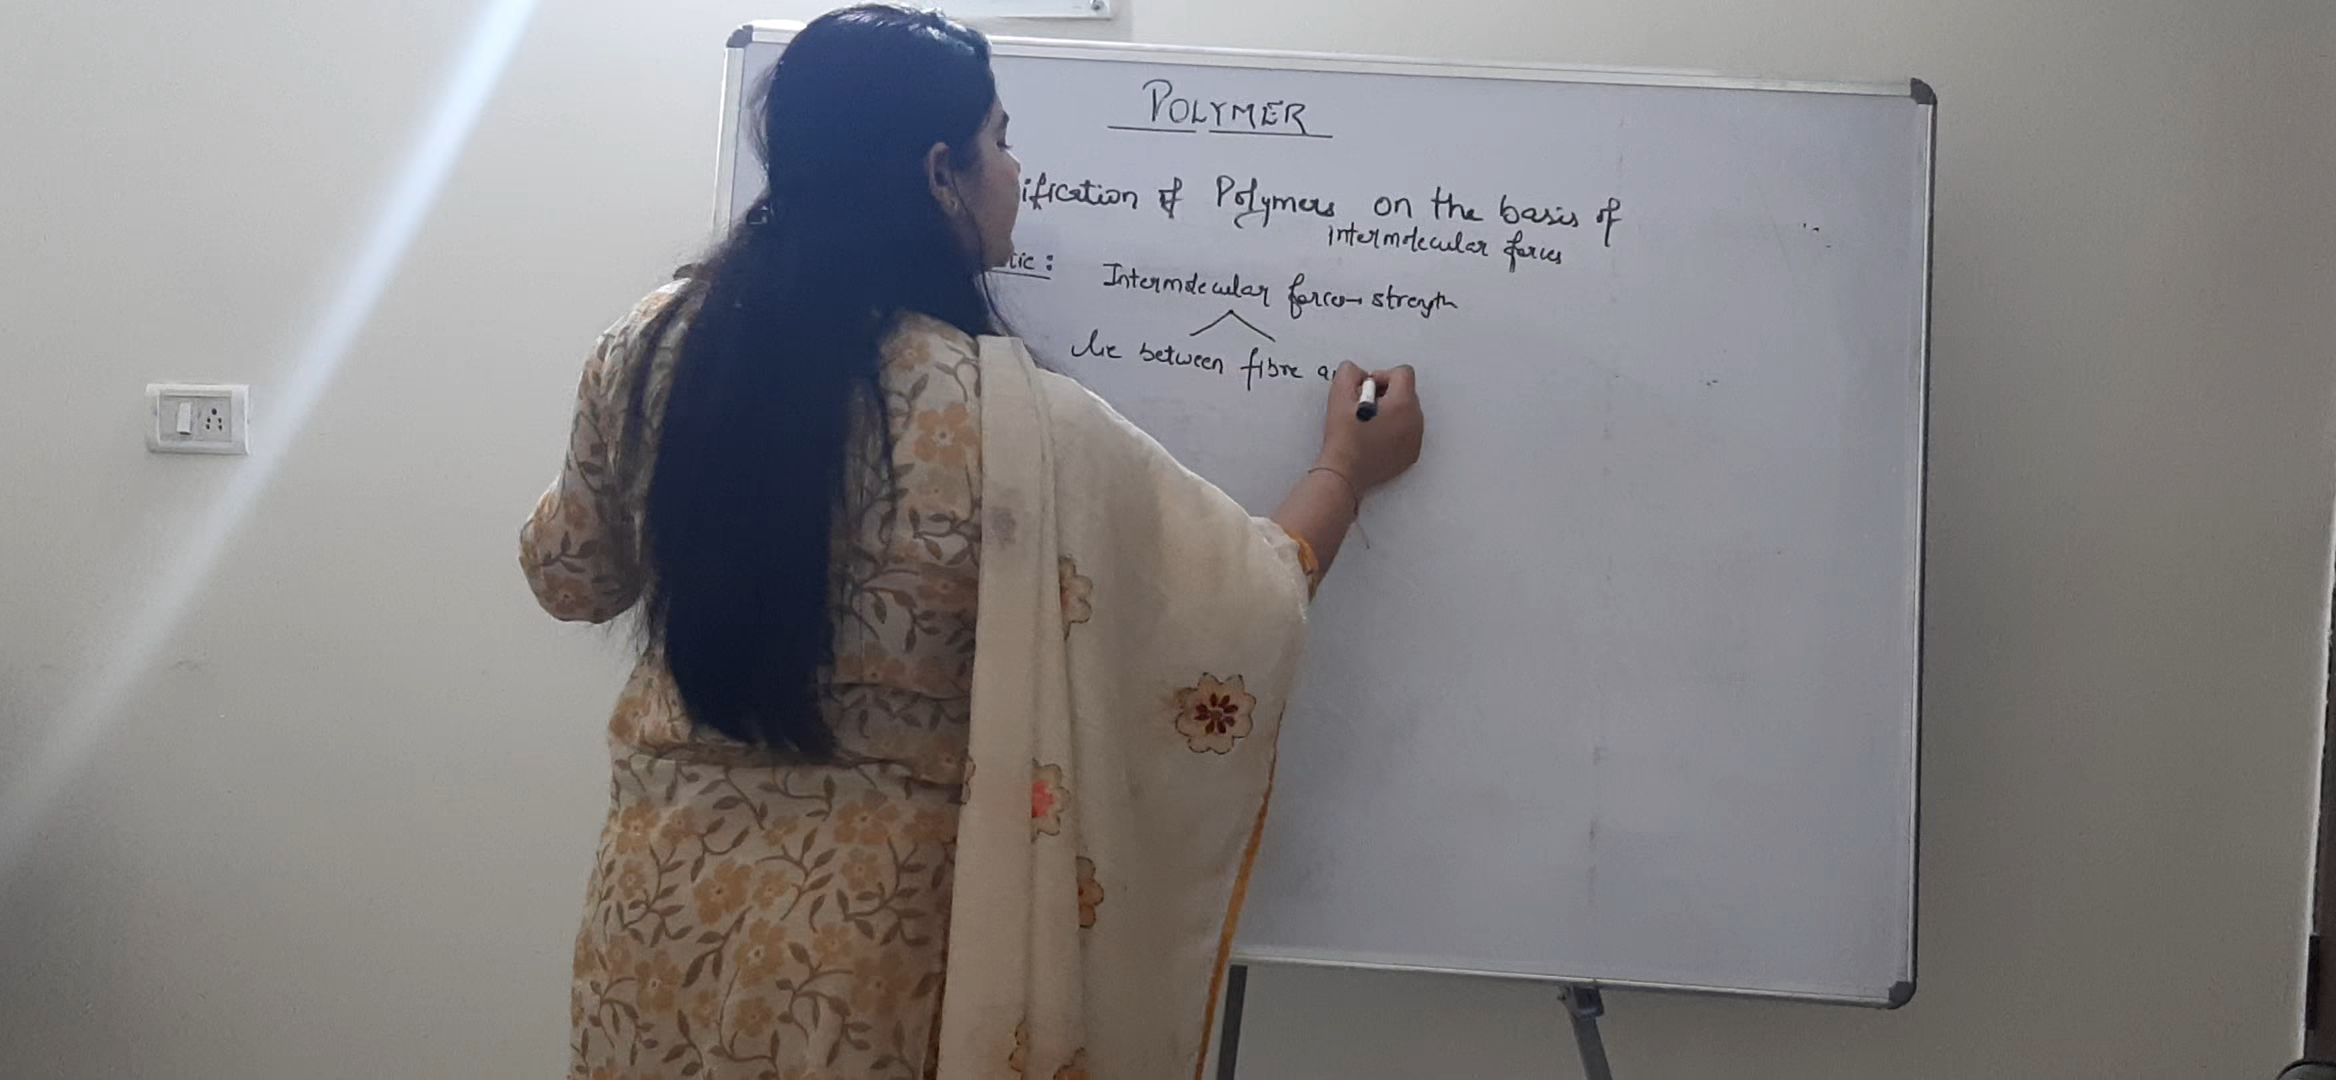 POLYMER
ification of Polymers on the basis of
intermolecular forces
tic : Intermolecular forces→ strength
lie between fibre a